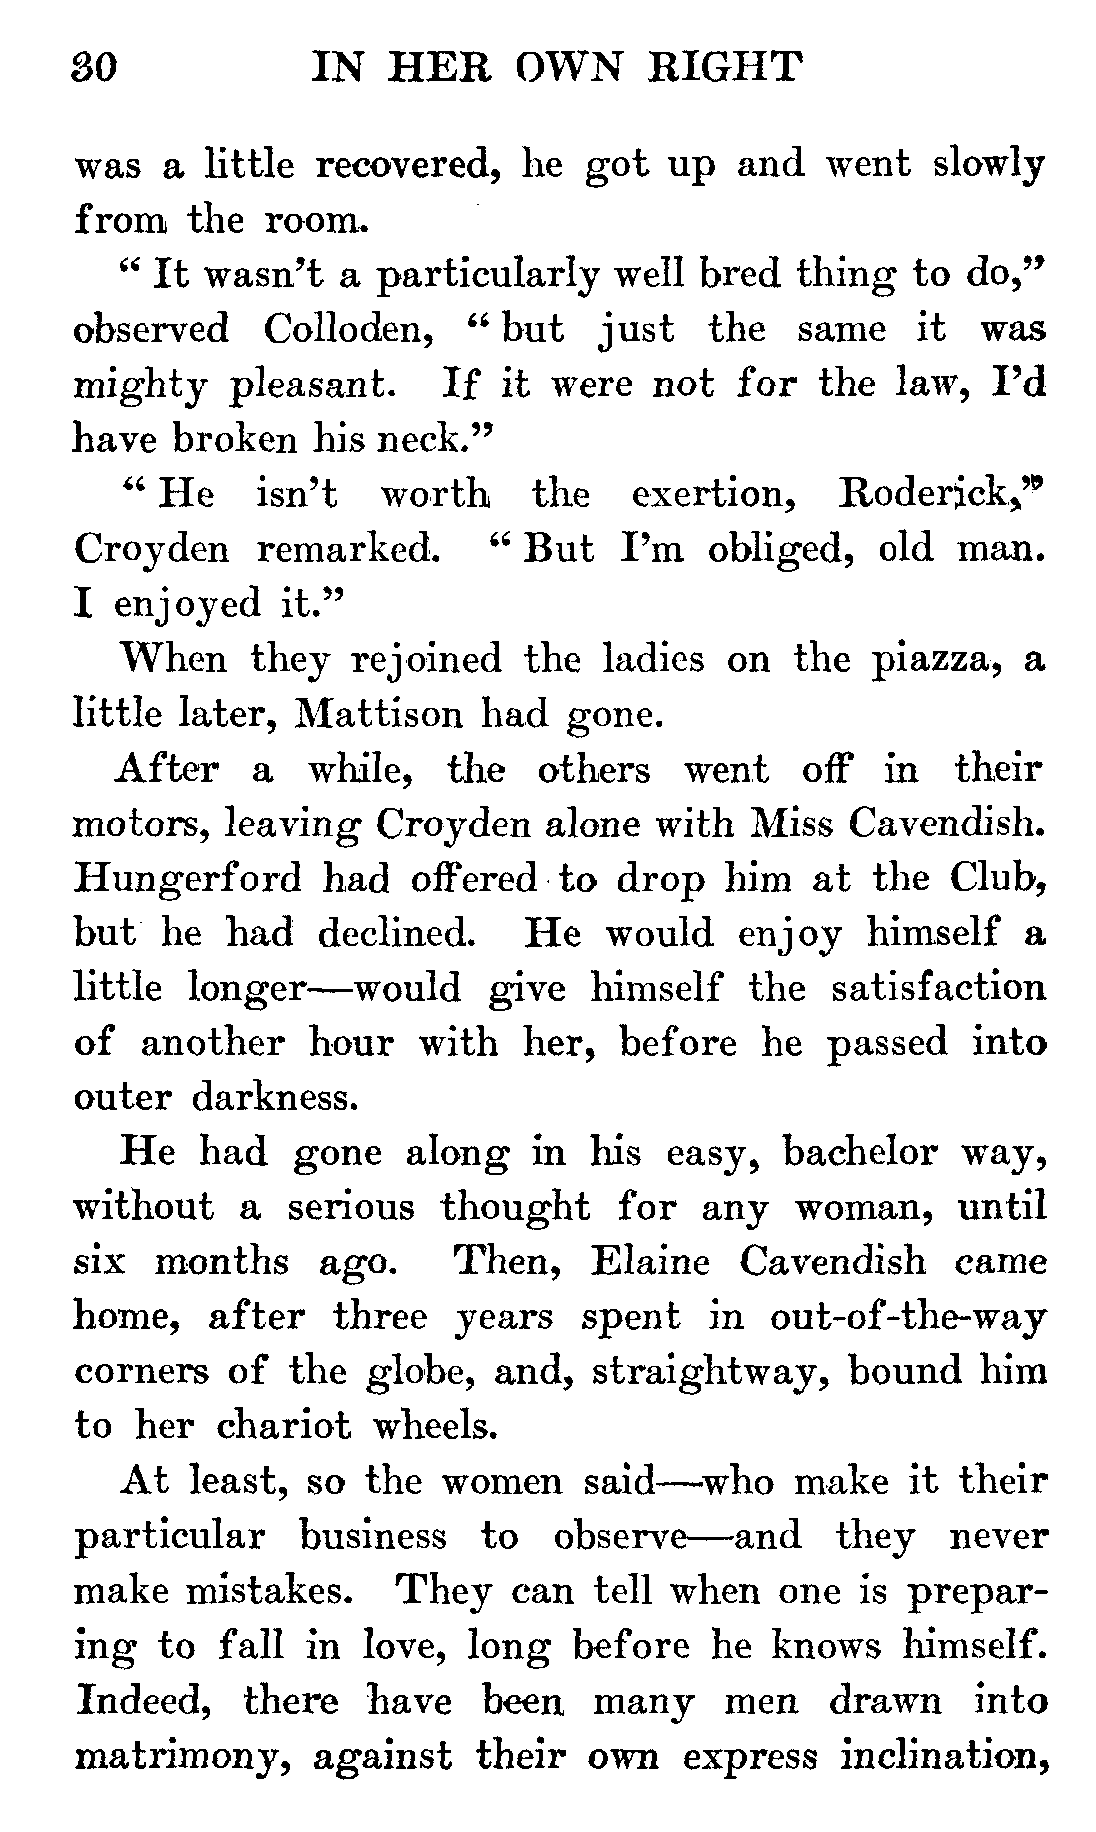 30 IN HER OWN RIGHT
was a little recovered, he got up and went slowly
from the room.
“ It wasn’t a particularly well bred thing to do,”
observed Colloden, “ but just the same it was
mighty pleasant. If it were not for the law, I’d
have broken his neck.”
“ He isn’t worth the exertion, Roderick,”
Croyden remarked. “ But I’m obliged, old man.
I enjoyed it.”
When they rejoined the ladies on the piazza, a
little later, Mattison had gone.
After a while, the others went off in their
motors, leaving Croyden alone with Miss Cavendish.
Hungerford had offered to drop him at the Club,
but he had declined. He would enjoy himself a
little longer—would give himself the satisfaction
of another hour with her, before he passed into
outer darkness.
He had gone along in his easy, bachelor way,
without a serious thought for any woman, until
six months ago. Then, Elaine Cavendish came
home, after three years spent in out-of-the-way
corners of the globe, and, straightway, bound him
to her chariot wheels.
At least, so the women said—who make it their
particular business to observe—and they never
make mistakes. They can tell when one is prepar-
ing to fall in love, long before he knows himself.
Indeed, there have been many men drawn into
matrimony, against their own express inclination,